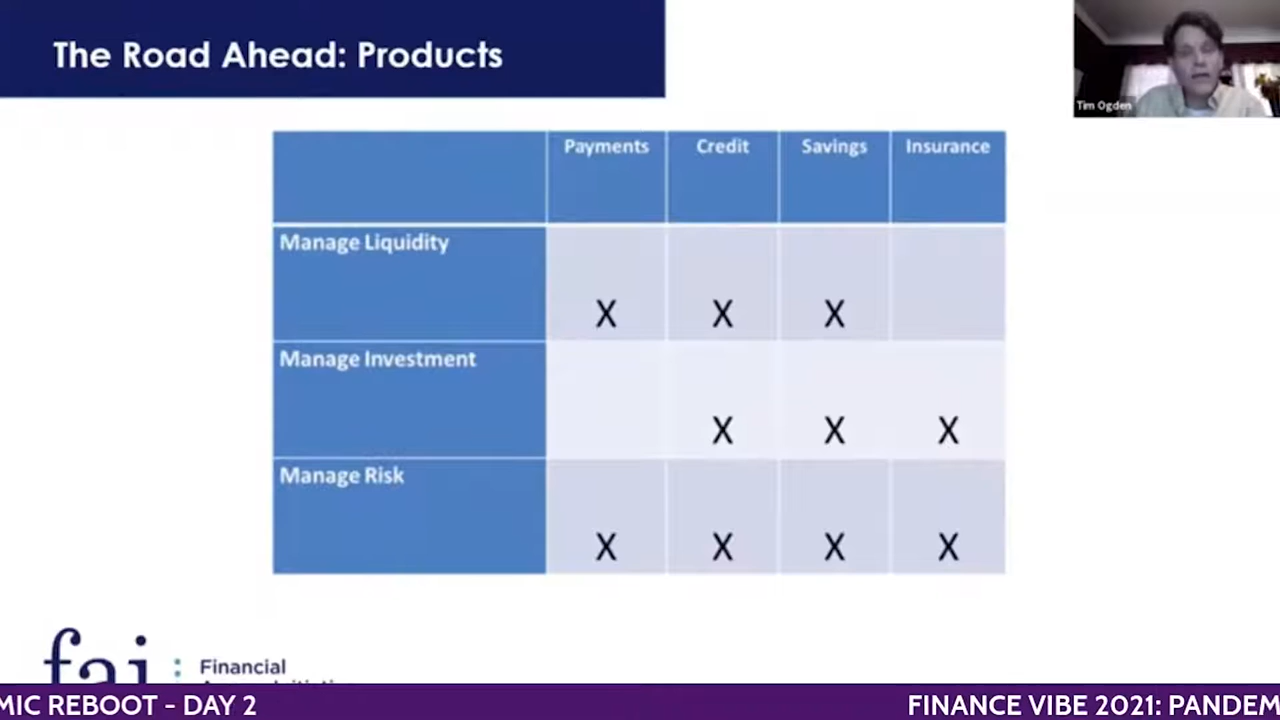 The Road Ahead: Products
Tim Ogden
Payments Credit Savings Insurance
Manage Liquidity
X X X
Manage Investment
X X X
Manage Risk
X X X X
fai
Financial
MIC REBOOT - DAY 2
FINANCE VIBE 2021: PANDEM